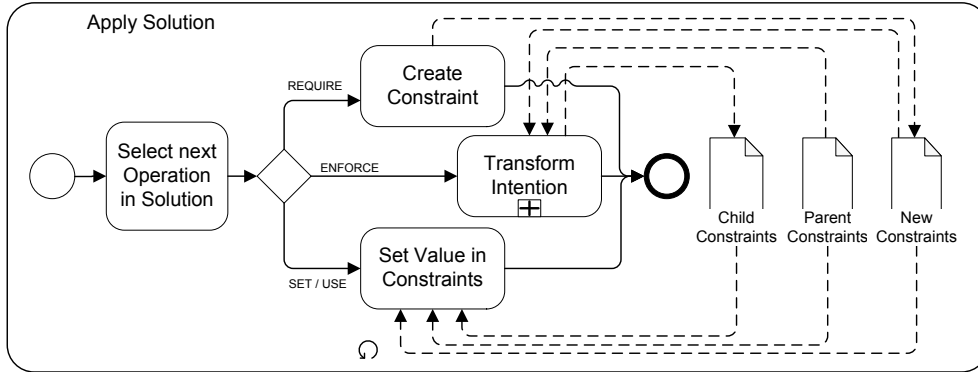 Apply Solution
Create
Constraint
REQUIRE
Select next
Operation
in Solution
ENFORCE
Transform
Intention
Child
Constraints
Parent
Constraints
New
Constraints
Set Value in
Constraints
SET / USE